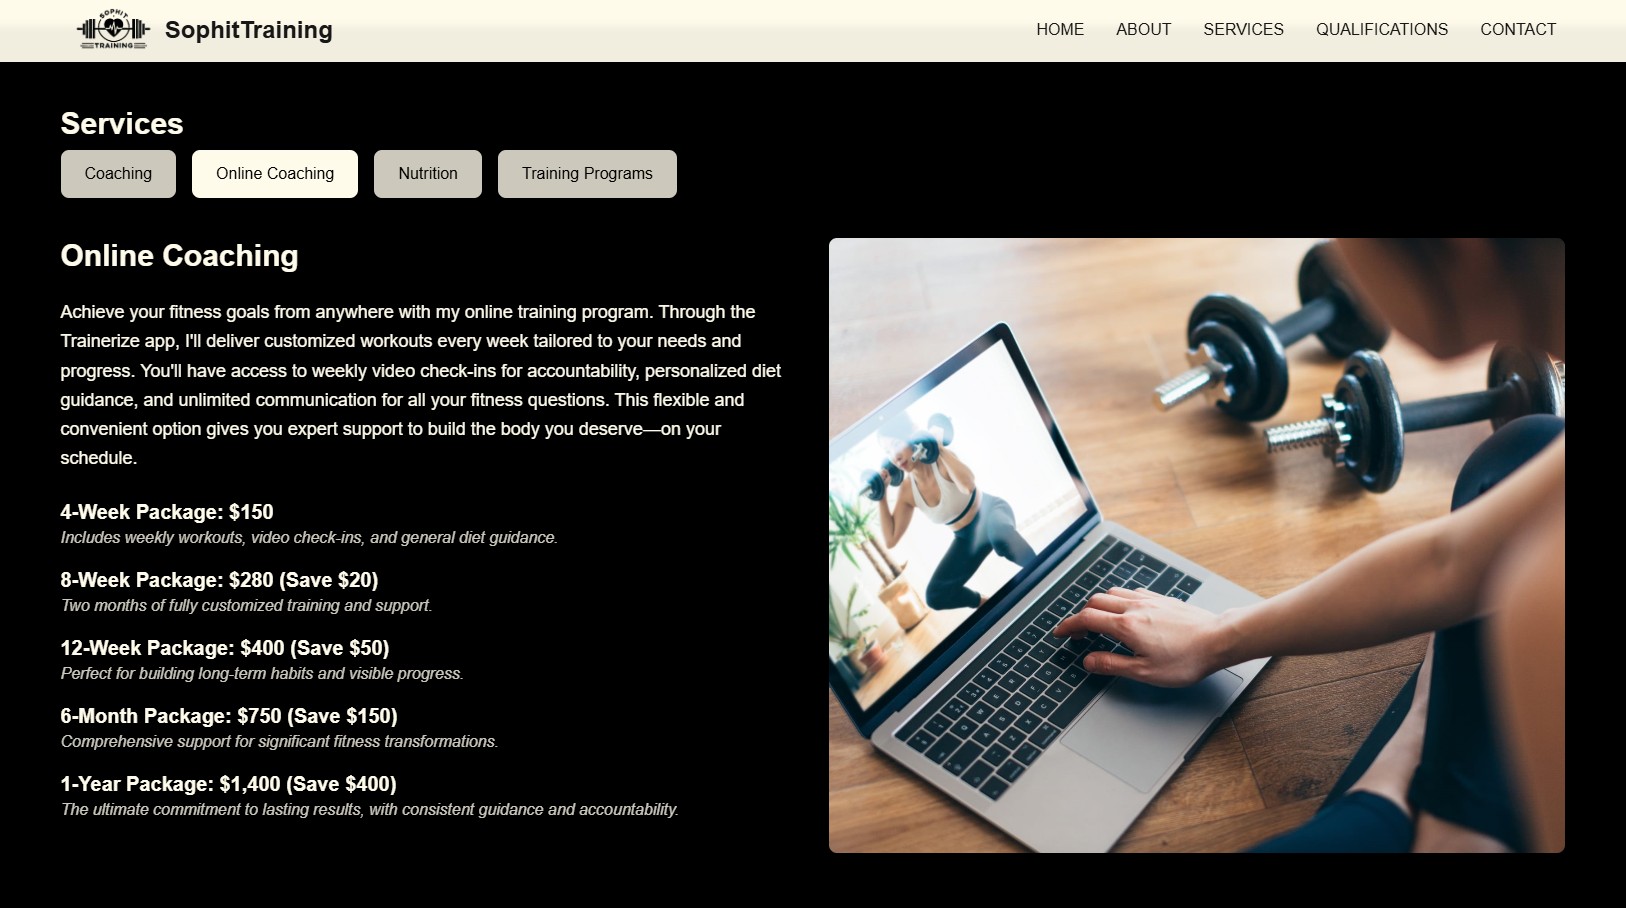 SOPHIT
TRAINING
SophitTraining
HOME
ABOUT
SERVICES
QUALIFICATIONS
CONTACT
Services
Coaching
Online Coaching
Nutrition
Training Programs
Online Coaching
Achieve your fitness goals from anywhere with my online training program. Through the
Trainerize app, I'll deliver customized workouts every week tailored to your needs and
progress. You'll have access to weekly video check-ins for accountability, personalized diet
guidance, and unlimited communication for all your fitness questions. This flexible and
convenient option gives you expert support to build the body you deserve—on your
schedule.
4-Week Package: $150
Includes weekly workouts, video check-ins, and general diet guidance.
8-Week Package: $280 (Save $20)
Two months of fully customized training and support.
12-Week Package: $400 (Save $50)
Perfect for building long-term habits and visible progress.
6-Month Package: $750 (Save $150)
Comprehensive support for significant fitness transformations.
1-Year Package: $1,400 (Save $400)
The ultimate commitment to lasting results, with consistent guidance and accountability.